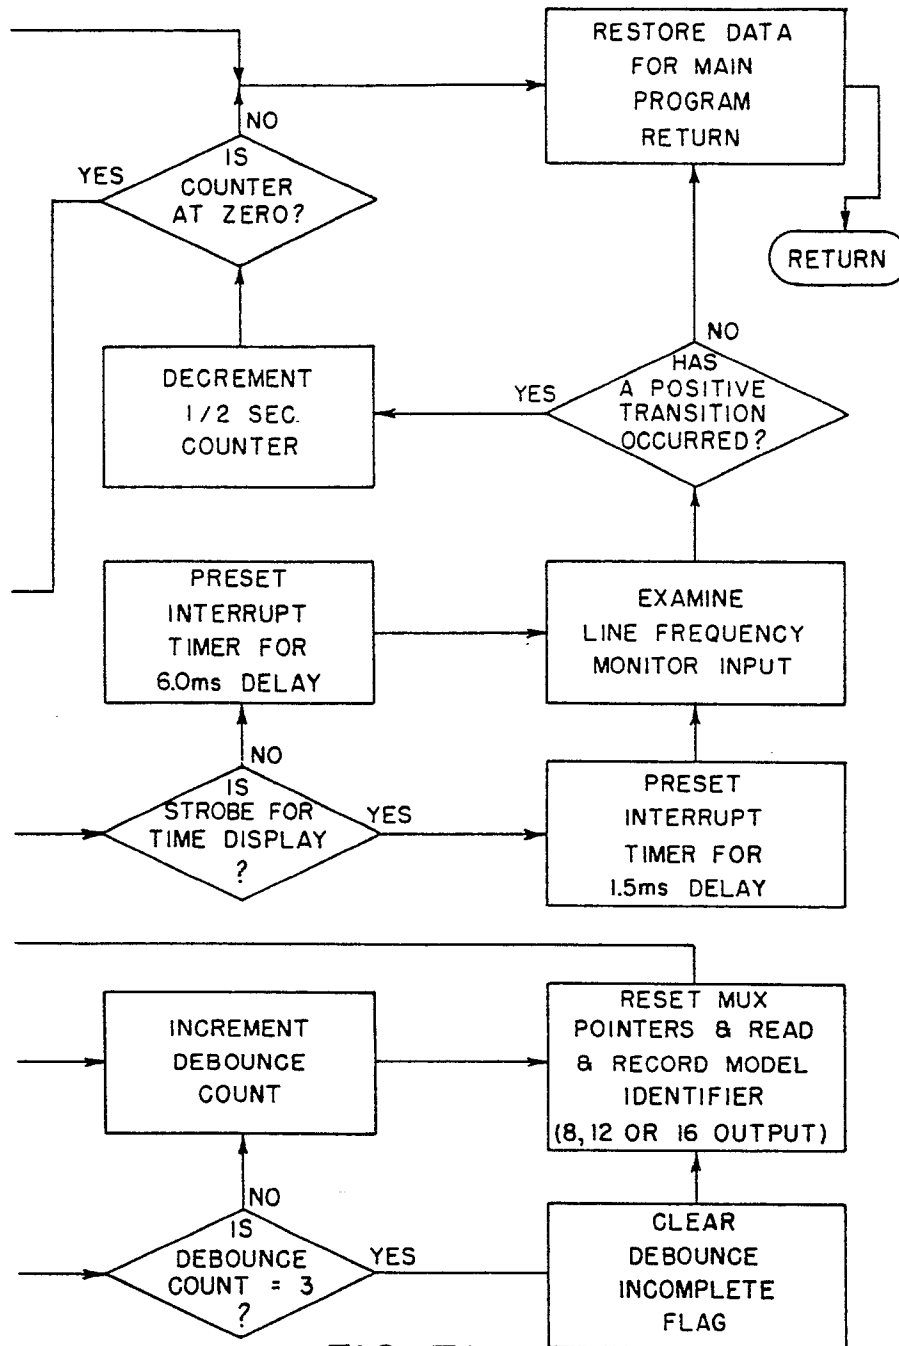 RESTORE DATA
FOR MAIN
PROGRAM
RETURN
NO
YES
IS
COUNTER
AT ZERO?
RETURN
NO
DECREMENT
1/2 SEC.
COUNTER
YES
HAS
A POSITIVE
TRANSITION
OCCURRED?
PRESET
INTERRUPT
TIMER FOR
6.0ms DELAY
EXAMINE
LINE FREQUENCY
MONITOR INPUT
NO
IS
STROBE FOR
TIME DISPLAY
?
YES
PRESET
INTERRUPT
TIMER FOR
1.5ms DELAY
INCREMENT
DEBOUNCE
COUNT
RESET MUX
POINTERS & READ
& RECORD MODEL
IDENTIFIER
(8, 12 OR 16 OUTPUT)
NO
IS
DEBOUNCE
COUNT = 3
?
YES
CLEAR
DEBOUNCE
INCOMPLETE
FLAG